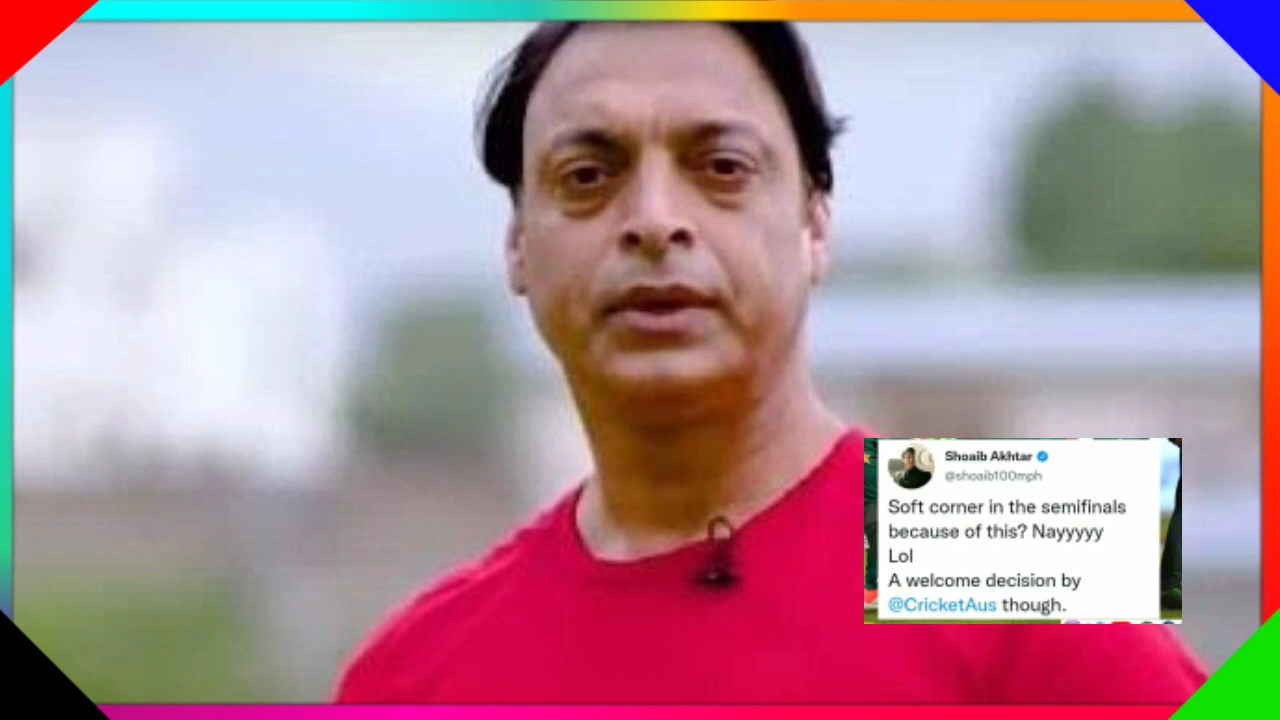 Shoaib Akhtar
@shoaib100mph
Soft corner in the semifinals
because of this? Nayyyyy
Lol
A welcome decision by
@CricketAus though.